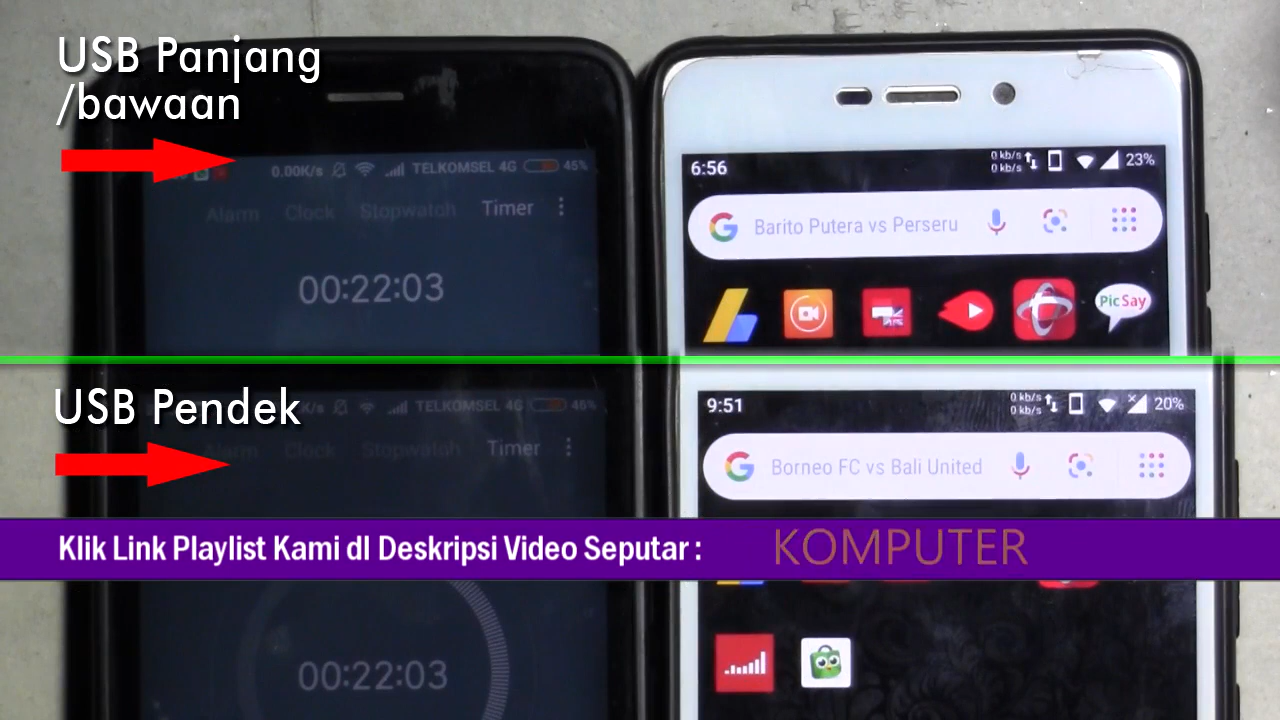 USB Panjang
/bawaan
0.00K/s TELKOMSEL 4G 45%
Alarm Clock Stopwatch Timer
00:22:03
6:56 0 kb/s 0 kb/s 23%
Barito Putera vs Perseru
PicSay
USB Pendek
K/s TELKOMSEL 4G 45%
Alarm Clock Stopwatch Timer
9:51 0 kb/s 0 kb/s 20%
Borneo FC vs Bali United
Klik Link Playlist Kami dI Deskripsi Video Seputar : KOMPUTER
00:22:03